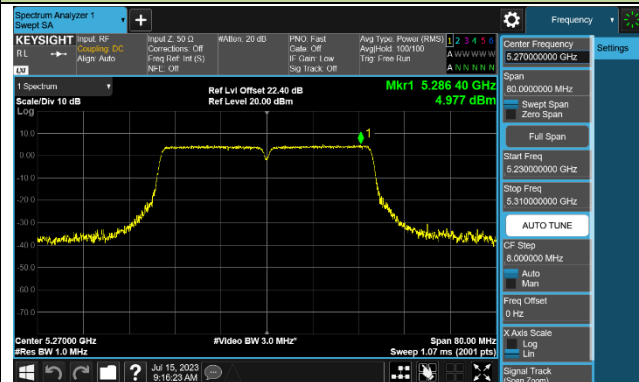 Spectrum Analyzer 1
Swept SA
Frequency
KEYSIGHT
RL
LXI
Input: RF
Coupling: DC
Align: Auto
Input Z: 50 Ω
Corrections: Off
Freq Ref: Int (S)
NFE: Off
#Atten: 20 dB
PNO: Fast
Gate: Off
IF Gain: Low
Sig Track: Off
Avg Type: Power (RMS)
Avg|Hold: 100/100
Trig: Free Run
1 2 3 4 5 6
A W W W W W
A N N N N N
1 Spectrum
Scale/Div 10 dB
Log
Ref Lvl Offset 22.40 dB
Ref Level 20.00 dBm
Mkr1 5.286 40 GHz
4.977 dBm
1
10.0
0.00
-10.0
-20.0
-30.0
-40.0
-50.0
-60.0
-70.0
Center 5.27000 GHz
#Res BW 1.0 MHz
#Video BW 3.0 MHz*
Span 80.00 MHz
Sweep 1.07 ms (2001 pts)
Jul 15, 2023
9:16:23 AM
Center Frequency
5.270000000 GHz
Settings
Span
80.0000000 MHz
Swept Span
Zero Span
Full Span
Start Freq
5.230000000 GHz
Stop Freq
5.310000000 GHz
AUTO TUNE
CF Step
8.000000 MHz
Auto
Man
Freq Offset
0 Hz
X Axis Scale
Log
Lin
Signal Track
(Span Zoom)